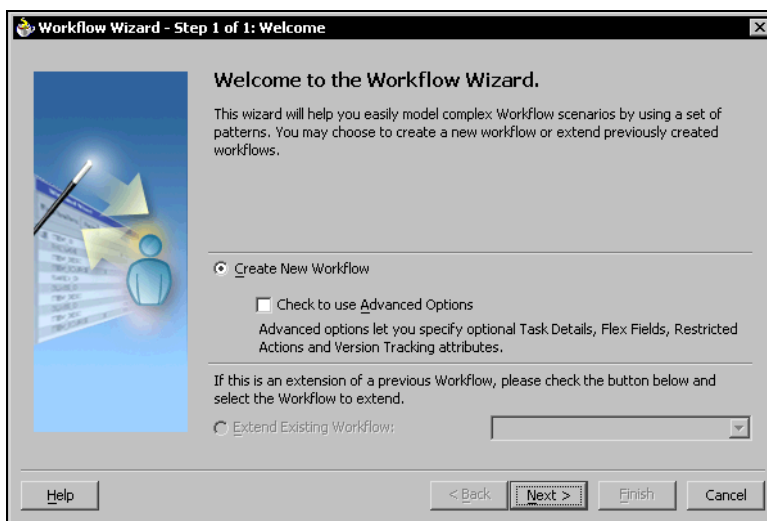 Workflow Wizard - Step 1 of 1: Welcome
Welcome to the Workflow Wizard.
This wizard will help you easily model complex Workflow scenarios by using a set of
patterns. You may choose to create a new workflow or extend previously created
workflows.
Create New Workflow
Check to use Advanced Options
Advanced options let you specify optional Task Details, Flex Fields, Restricted
Actions and Version Tracking attributes.
If this is an extension of a previous Workflow, please check the button below and
select the Workflow to extend.
Extend Existing Workflow:
Help
< Back
Next >
Finish
Cancel